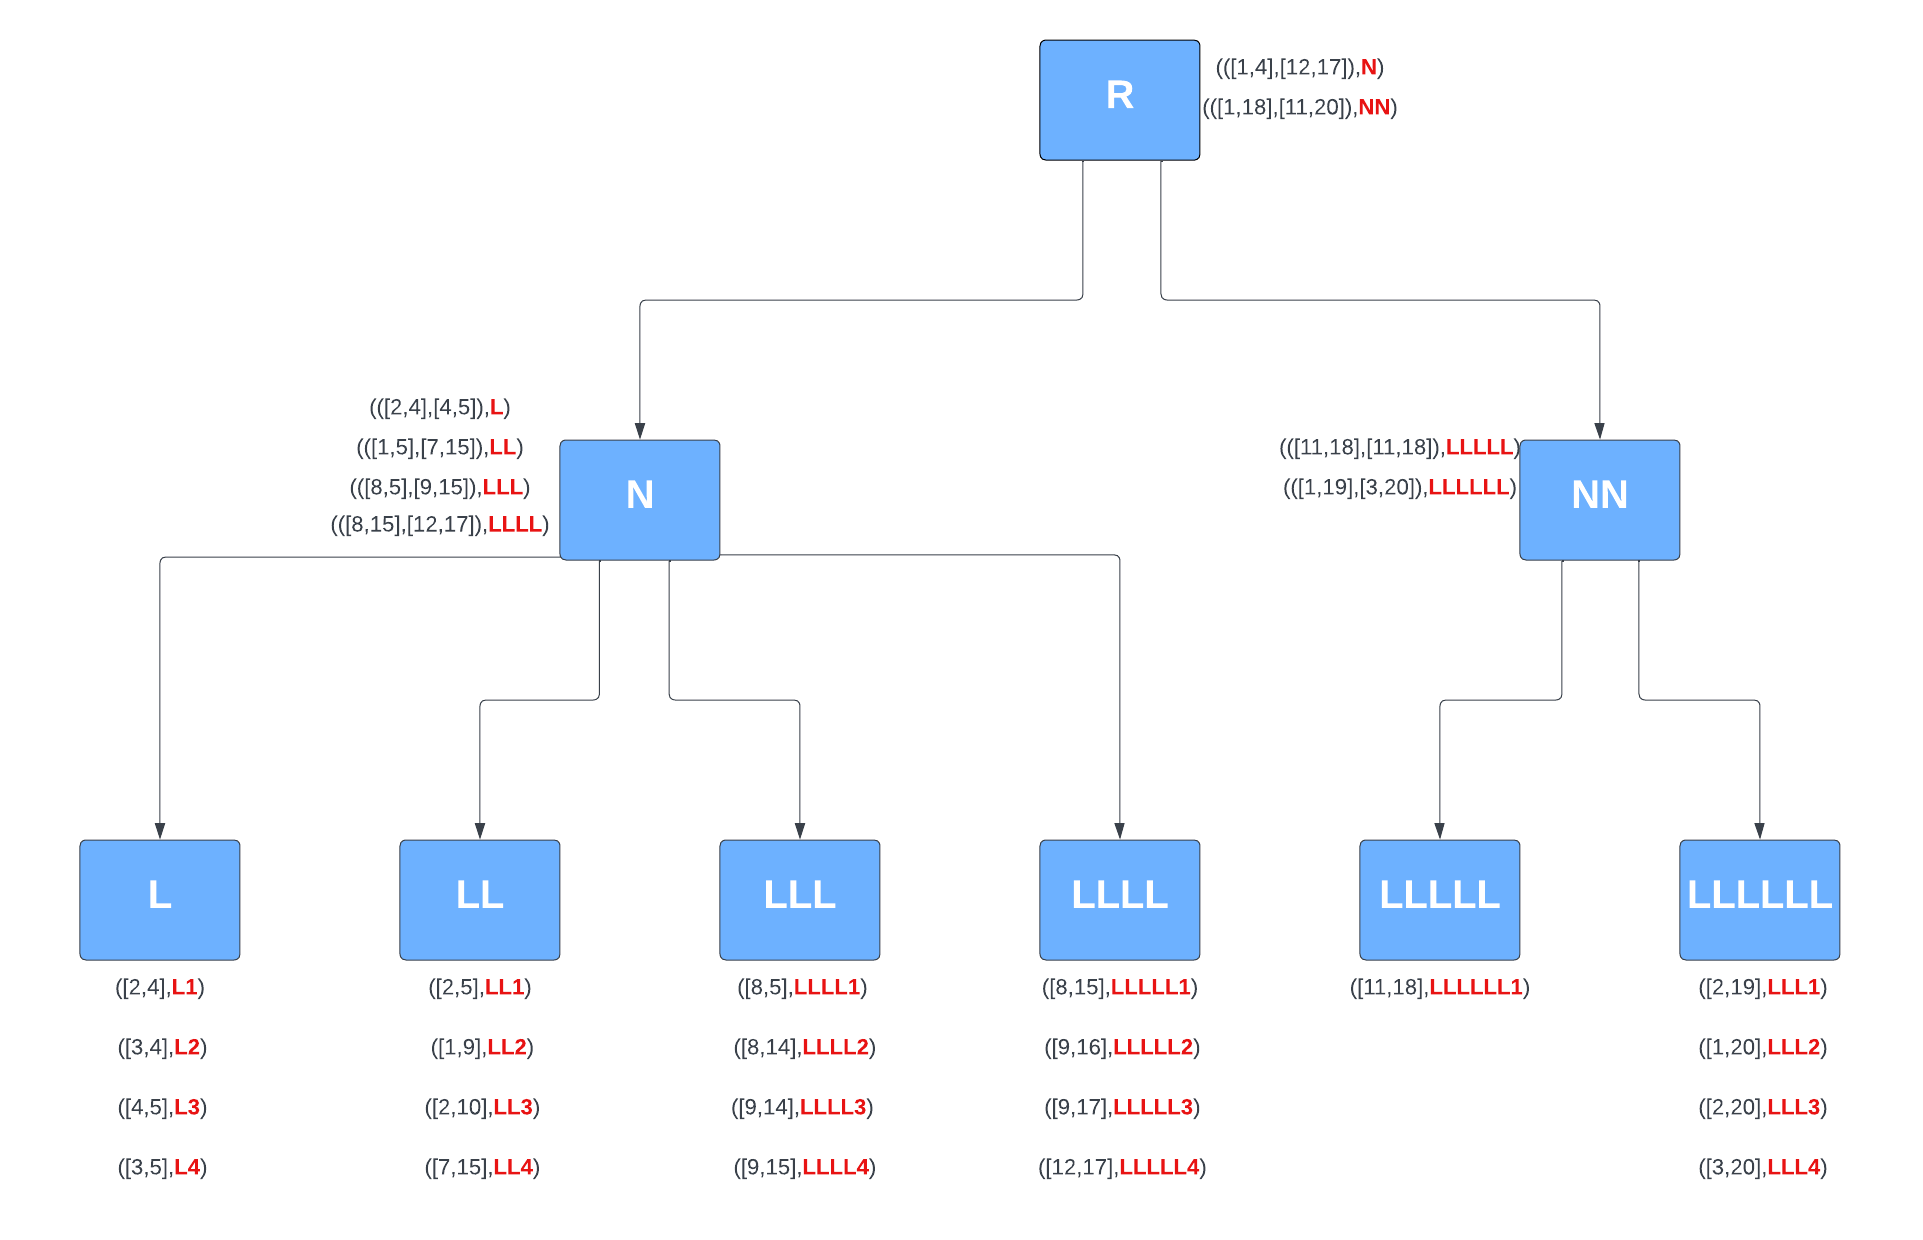 R
(([1,4],[12,17]),N)
(([1,18],[11,20]),NN)
(([2,4],[4,5]),L)
(([1,5],[7,15]),LL)
(([8,5],[9,15]),LLL)
(([8,15],[12,17]),LLLL)
N
(([11,18],[11,18]),LLLLL)
(([1,19],[3,20]),LLLLLL)
NN
L
([2,4],L1)
([3,4],L2)
([4,5],L3)
([3,5],L4)
LL
([2,5],LL1)
([1,9],LL2)
([2,10],LL3)
([7,15],LL4)
LLL
([8,5],LLLL1)
([8,14],LLLL2)
([9,14],LLLL3)
([9,15],LLLL4)
LLLL
([8,15],LLLLL1)
([9,16],LLLLL2)
([9,17],LLLLL3)
([12,17],LLLLL4)
LLLLL
([11,18],LLLLLL1)
LLLLLL
([2,19],LLL1)
([1,20],LLL2)
([2,20],LLL3)
([3,20],LLL4)